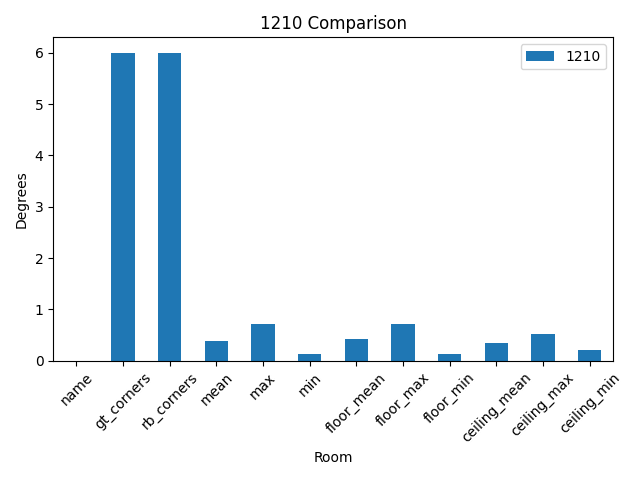 1210 Comparison
1210
Degrees
6
5
4
3
2
1
0
name
gt_corners
rb_corners
mean
max
min
floor_mean
floor_max
floor_min
ceiling_mean
ceiling_max
ceiling_min
Room